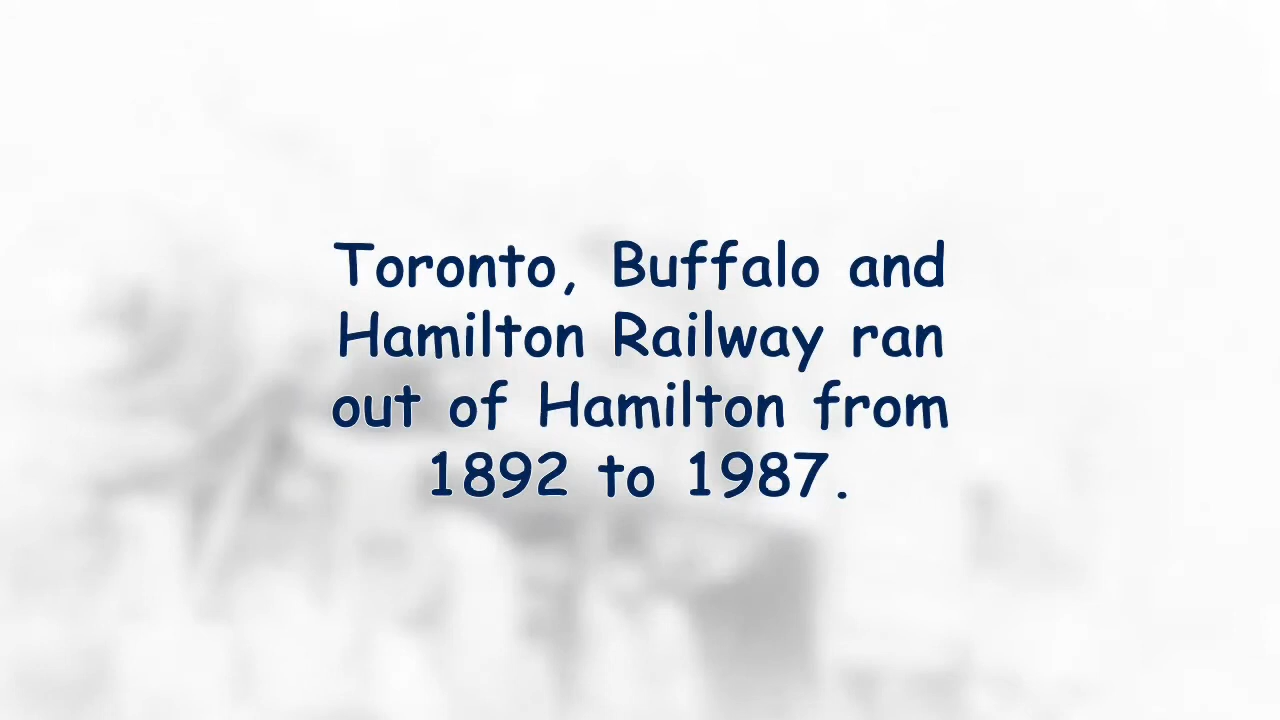 Toronto, Buffalo and
Hamilton Railway ran
out of Hamilton from
1892 to 1987.